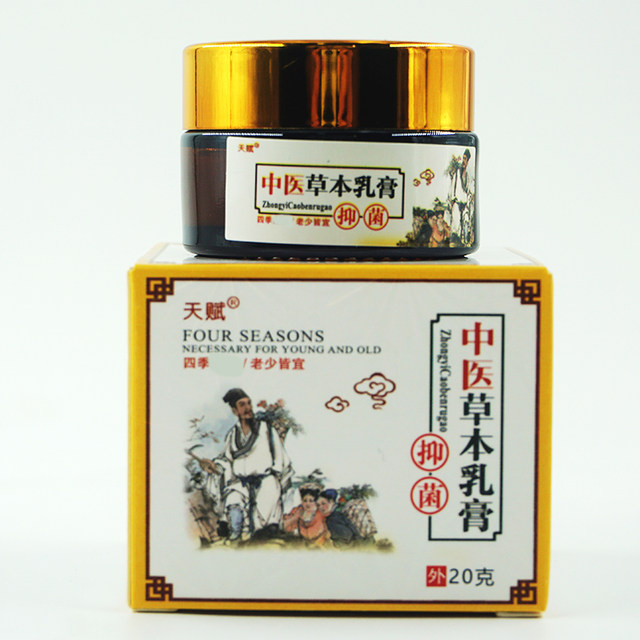 天赋®
中医草本乳膏
ZhongyiCaobenrugao
四季 老少皆宜
抑·菌
天赋®
FOUR SEASONS
NECESSARY FOR YOUNG AND OLD
四季 / 老少皆宜
中医草本乳膏
ZhongyiCaobenrugao
抑·菌
外 20克